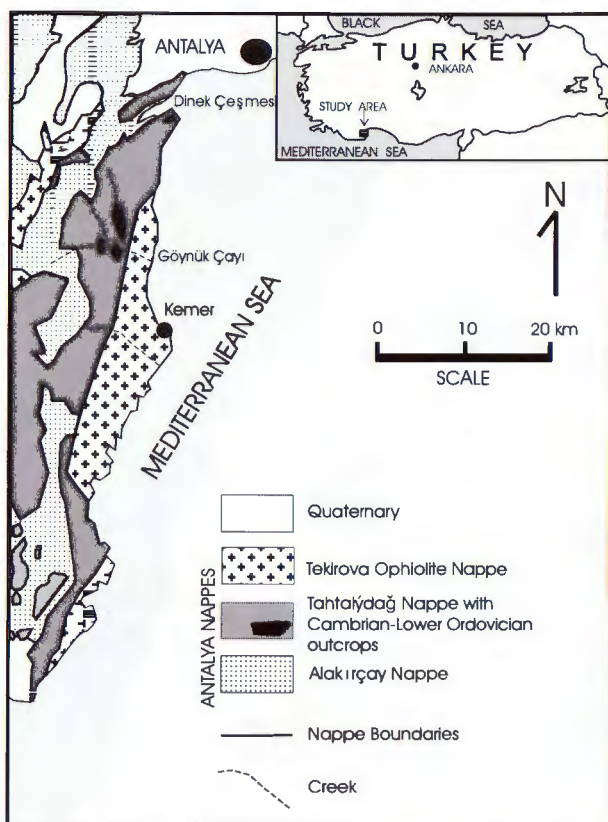 ANTALYA
Dinek Çeşmesi
BLACK
SEA
TURKEY
ANKARA
STUDY AREA
MEDITERRANEAN SEA
N
Göynük Çayı
Kemer
MEDITERRANEAN SEA
0 10 20 km
SCALE
ANTALYA NAPPES
Quaternary
Tekirova Ophiolite Nappe
Tahtalýdağ Nappe with
Cambrian-Lower Ordovician
outcrops
Alakırçay Nappe
Nappe Boundaries
Creek